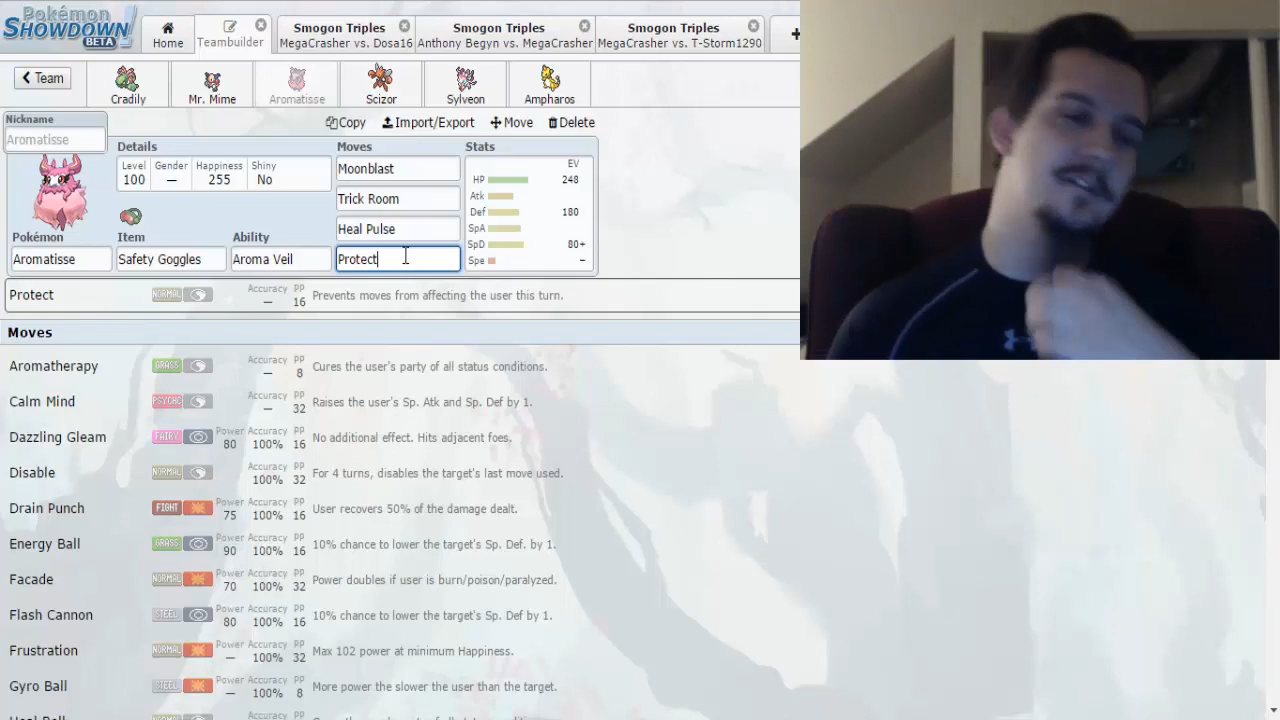 Pokémon
SHOWDOWN!
BETA
Home
Teambuilder
Smogon Triples
MegaCrasher vs. Dosa16
Smogon Triples
Anthony Begyn vs. MegaCrasher
Smogon Triples
MegaCrasher vs. T-Storm1290
+
< Team
Cradily
Mr. Mime
Aromatisse
Scizor
Sylveon
Ampharos
Copy
Import/Export
Move
Delete
Nickname
Aromatisse
Details
Level Gender Happiness Shiny
100 — 255 No
Pokémon
Aromatisse
Item
Safety Goggles
Ability
Aroma Veil
Moves
Moonblast
Trick Room
Heal Pulse
Protect
Stats
EV
HP 248
Atk
Def 180
SpA
SpD 80+
Spe –
Protect NORMAL Accuracy — PP 16 Prevents moves from affecting the user this turn.
Moves
Aromatherapy GRASS Accuracy — PP 8 Cures the user's party of all status conditions.
Calm Mind PSYCHC Accuracy — PP 32 Raises the user's Sp. Atk and Sp. Def by 1.
Dazzling Gleam FAIRY Power 80 Accuracy 100% PP 16 No additional effect. Hits adjacent foes.
Disable NORMAL Accuracy 100% PP 32 For 4 turns, disables the target's last move used.
Drain Punch FIGHT Power 75 Accuracy 100% PP 16 User recovers 50% of the damage dealt.
Energy Ball GRASS Power 90 Accuracy 100% PP 16 10% chance to lower the target's Sp. Def. by 1.
Facade NORMAL Power 70 Accuracy 100% PP 32 Power doubles if user is burn/poison/paralyzed.
Flash Cannon STEEL Power 80 Accuracy 100% PP 16 10% chance to lower the target's Sp. Def by 1.
Frustration NORMAL Power — Accuracy 100% PP 32 Max 102 power at minimum Happiness.
Gyro Ball STEEL Power — Accuracy 100% PP 8 More power the slower the user than the target.
Accuracy PP